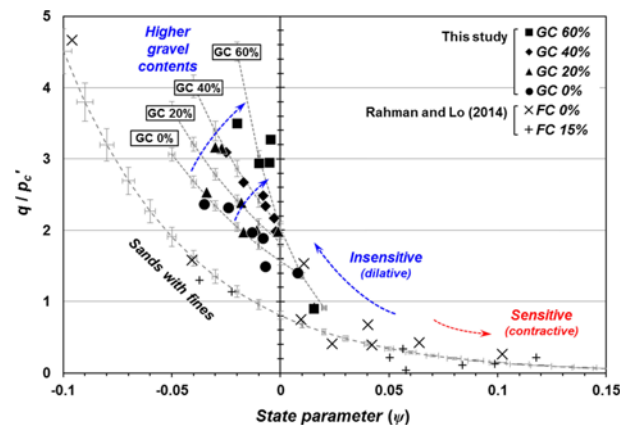 5
4
3
2
1
0
q / pc'
Higher
gravel
contents
GC 60%
GC 40%
GC 20%
GC 0%
This study
GC 60%
GC 40%
GC 20%
GC 0%
Rahman and Lo (2014)
FC 0%
FC 15%
Sands with fines
Insensitive
(dilative)
Sensitive
(contractive)
-0.1 -0.05 0 0.05 0.1 0.15
State parameter (ψ)